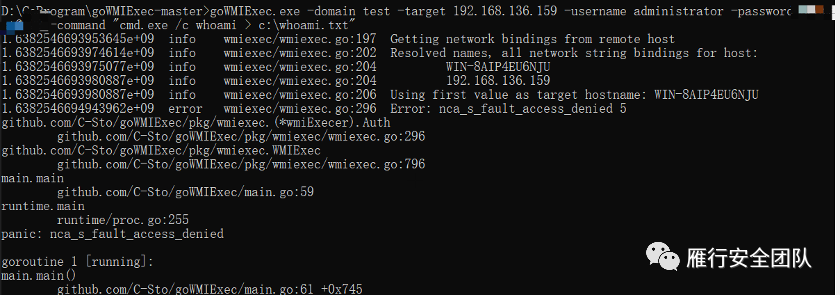 D:\C-Program\goWMIExec-master>goWMIExec.exe -domain test -target 192.168.136.159 -username administrator -password
-command "cmd.exe /c whoami > c:\whoami.txt"
1.6382546693953645e+09 info wmiexec.go:197 Getting network bindings from remote host
1.6382546693974614e+09 info wmiexec.go:202 Resolved names, all network string bindings for host:
1.6382546693975077e+09 info wmiexec.go:204 WIN-8AIP4EU6NJU
1.6382546693980887e+09 info wmiexec.go:204 192.168.136.159
1.6382546693980887e+09 info wmiexec.go:206 Using first value as target hostname: WIN-8AIP4EU6NJU
1.6382546694943962e+09 error wmiexec.go:296 Error: nca_s_fault_access_denied 5
github.com/C-Sto/goWMIExec/pkg/wmiexec.(*wmiExecer).Auth
github.com/C-Sto/goWMIExec/pkg/wmiexec/wmiexec.go:296
github.com/C-Sto/goWMIExec/pkg/wmiexec.WMIExec
github.com/C-Sto/goWMIExec/pkg/wmiexec/wmiexec.go:796
main.main
github.com/C-Sto/goWMIExec/main.go:59
runtime.main
runtime/proc.go:255
panic: nca_s_fault_access_denied
goroutine 1 [running]:
main.main()
github.com/C-Sto/goWMIExec/main.go:61 +0x745
雁行安全团队